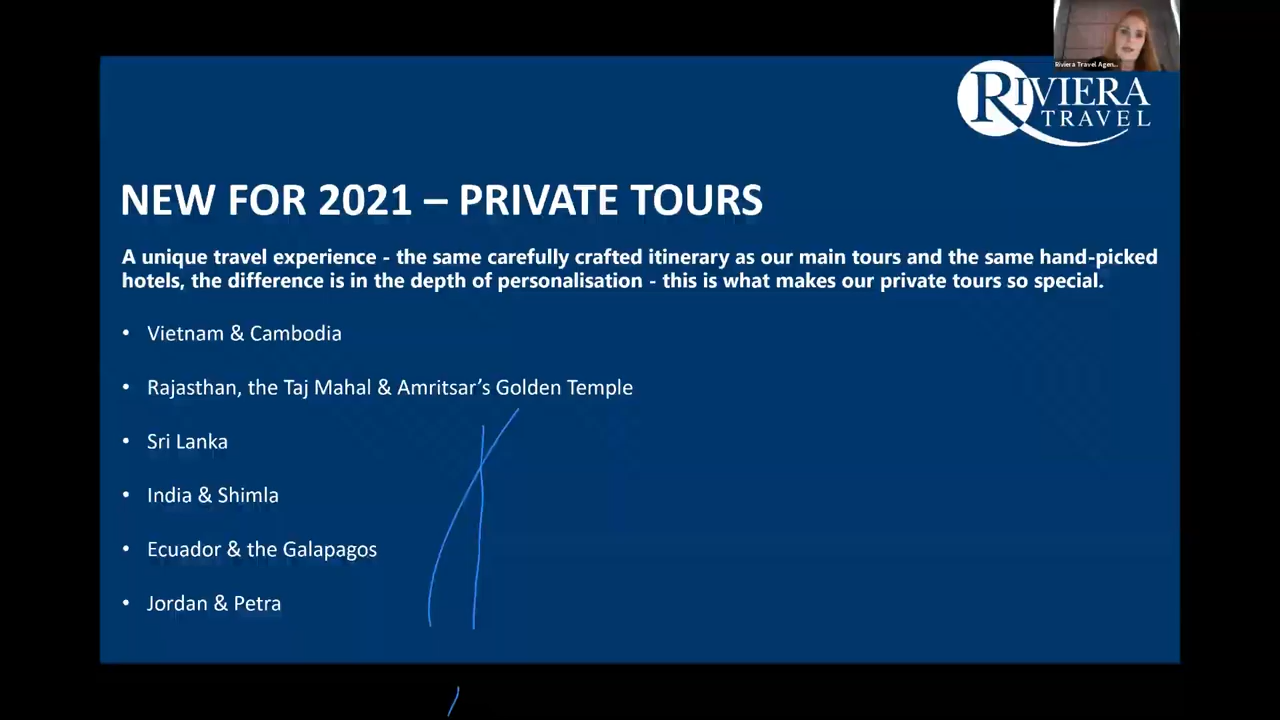 Riviera Travel Agen...
RIVIERA
TRAVEL
NEW FOR 2021 – PRIVATE TOURS
A unique travel experience - the same carefully crafted itinerary as our main tours and the same hand-picked
hotels, the difference is in the depth of personalisation - this is what makes our private tours so special.
• Vietnam & Cambodia
• Rajasthan, the Taj Mahal & Amritsar’s Golden Temple
• Sri Lanka
• India & Shimla
• Ecuador & the Galapagos
• Jordan & Petra